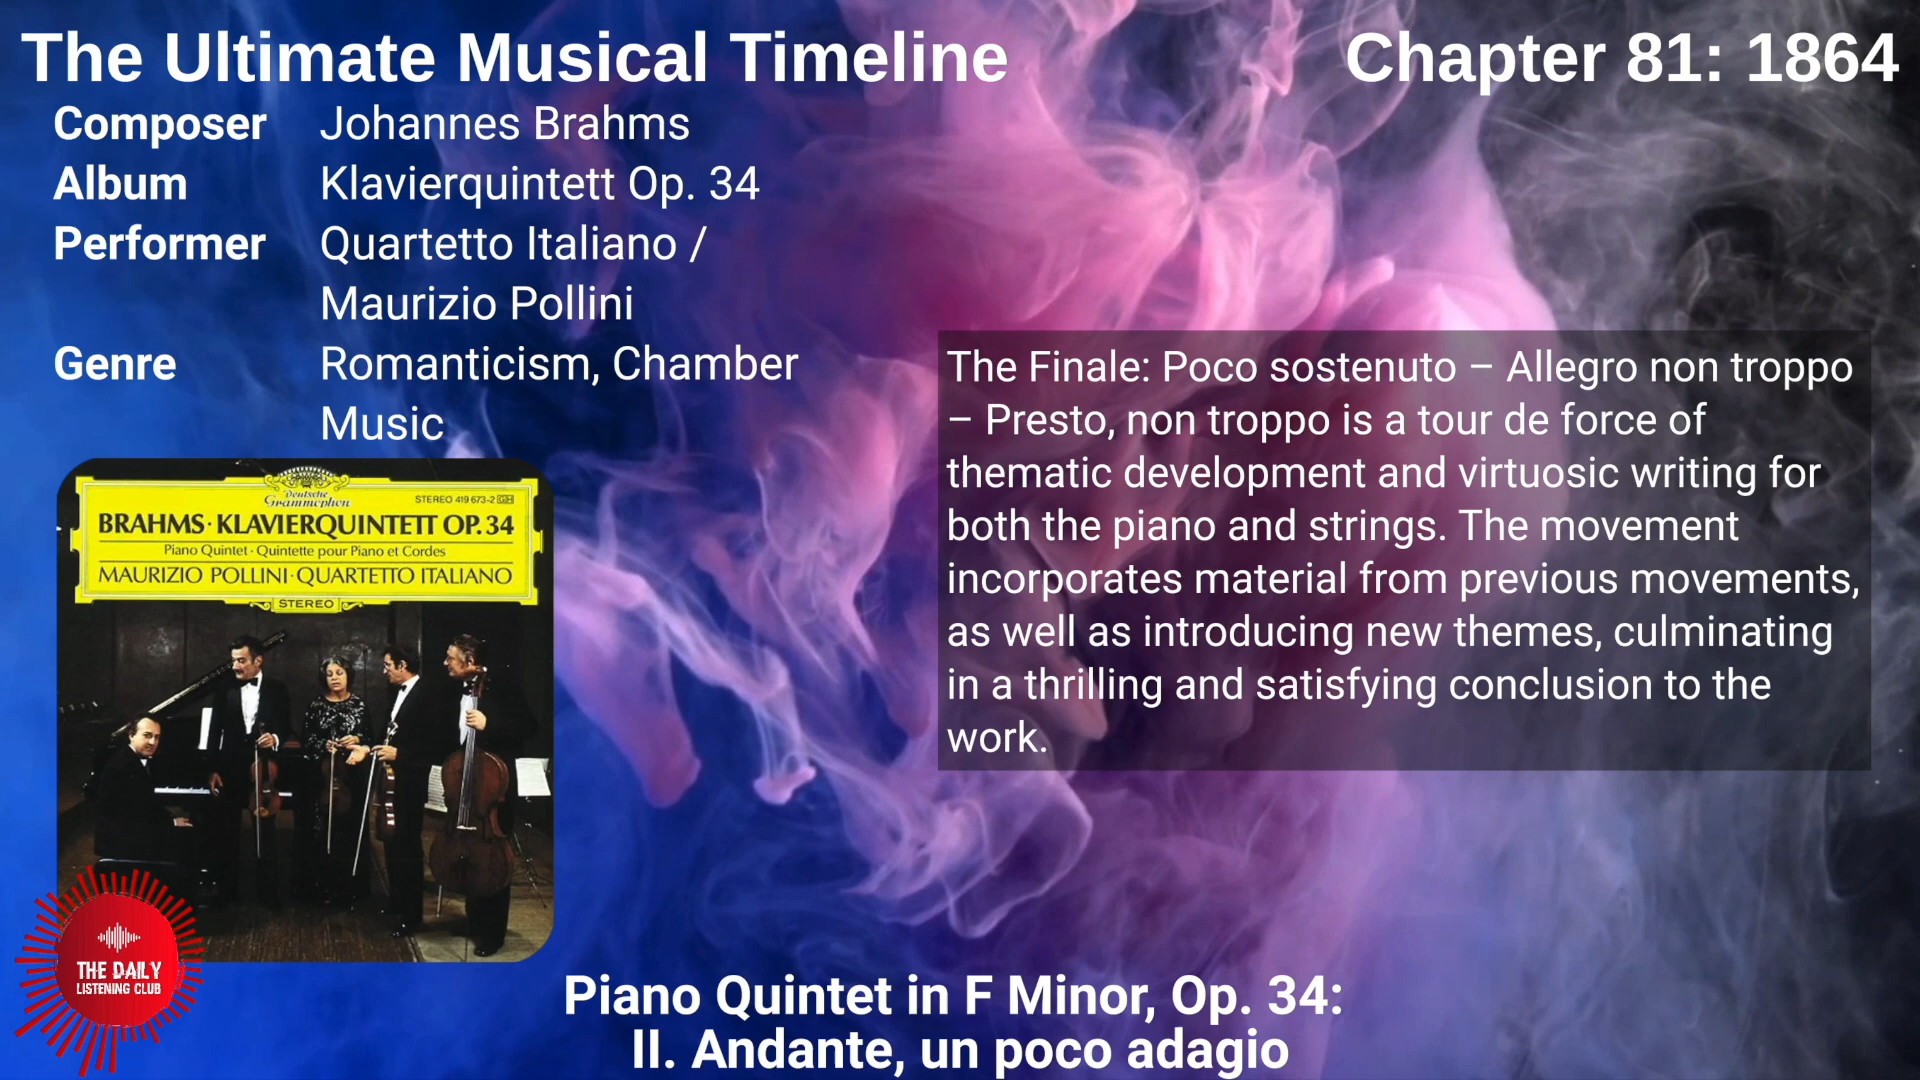 The Ultimate Musical Timeline
Chapter 81: 1864
Composer Johannes Brahms
Album Klavierquintett Op. 34
Performer Quartetto Italiano /
Maurizio Pollini
Genre Romanticism, Chamber
Music
Deutsche
Grammophon
STEREO 419 673-2 GH
BRAHMS · KLAVIERQUINTETT OP. 34
Piano Quintet · Quintette pour Piano et Cordes
MAURIZIO POLLINI · QUARTETTO ITALIANO
STEREO
The Finale: Poco sostenuto – Allegro non troppo
– Presto, non troppo is a tour de force of
thematic development and virtuosic writing for
both the piano and strings. The movement
incorporates material from previous movements,
as well as introducing new themes, culminating
in a thrilling and satisfying conclusion to the
work.
THE DAILY
LISTENING CLUB
Piano Quintet in F Minor, Op. 34:
II. Andante, un poco adagio